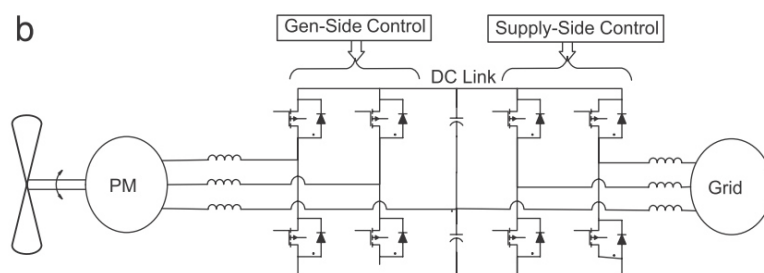 b
Gen-Side Control
Supply-Side Control
DC Link
PM
Grid